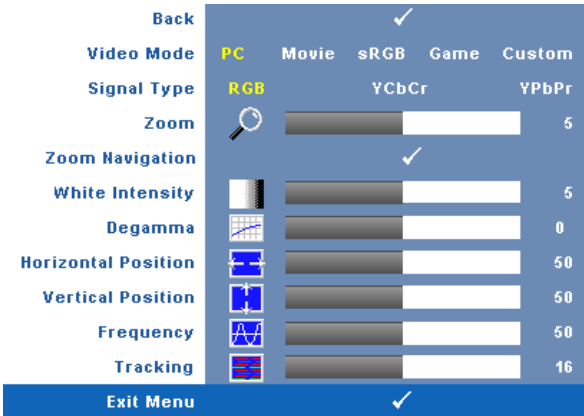 Back
Video Mode PC Movie sRGB Game Custom
Signal Type RGB YCbCr YPbPr
Zoom 5
Zoom Navigation
White Intensity 5
Degamma 0
Horizontal Position 50
Vertical Position 50
Frequency 50
Tracking 16
Exit Menu